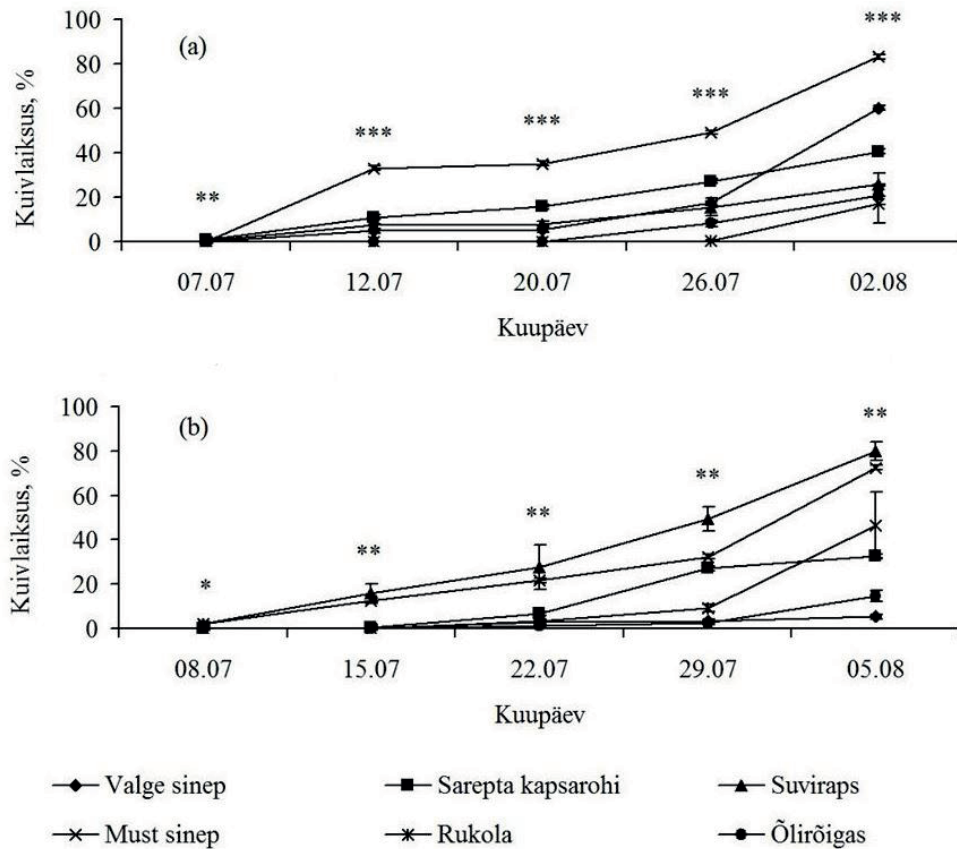 (a)
Kuivlaiksus, %
100
80
60
40
20
0
**
***
***
***
***
07.07 12.07 20.07 26.07 02.08
Kuupäev
(b)
Kuivlaiksus, %
100
80
60
40
20
0
*
**
**
**
**
08.07 15.07 22.07 29.07 05.08
Kuupäev
Valge sinep Sarepta kapsarohi Suviraps
Must sinep Rukola Õlirõigas